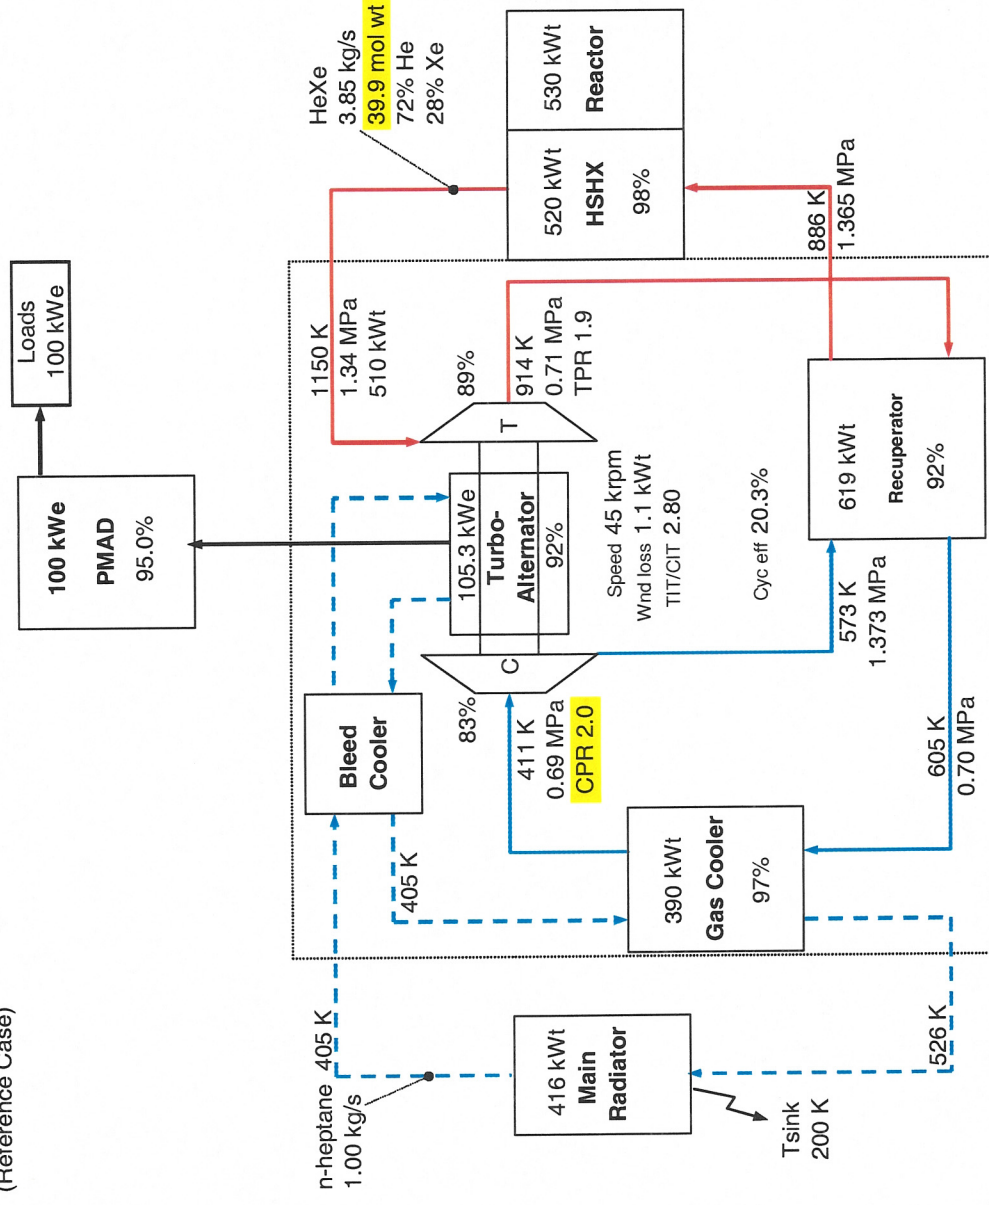 (Reference Case)
Loads
100 kWe
100 kWe
PMAD
95.0%
HeXe
3.85 kg/s
39.9 mol wt
72% He
28% Xe
1150 K
1.34 MPa
510 kWt
520 kWt
HSHX
98%
530 kWt
Reactor
886 K
1.365 MPa
89%
T
914 K
0.71 MPa
TPR 1.9
105.3 kWe
Turbo-
Alternator
92%
Speed 45 krpm
Wnd loss 1.1 kWt
TIT/CIT 2.80
Cyc eff 20.3%
C
83%
411 K
0.69 MPa
CPR 2.0
573 K
1.373 MPa
619 kWt
Recuperator
92%
605 K
0.70 MPa
Bleed
Cooler
405 K
390 kWt
Gas Cooler
97%
n-heptane
1.00 kg/s
405 K
416 kWt
Main
Radiator
526 K
Tsink
200 K